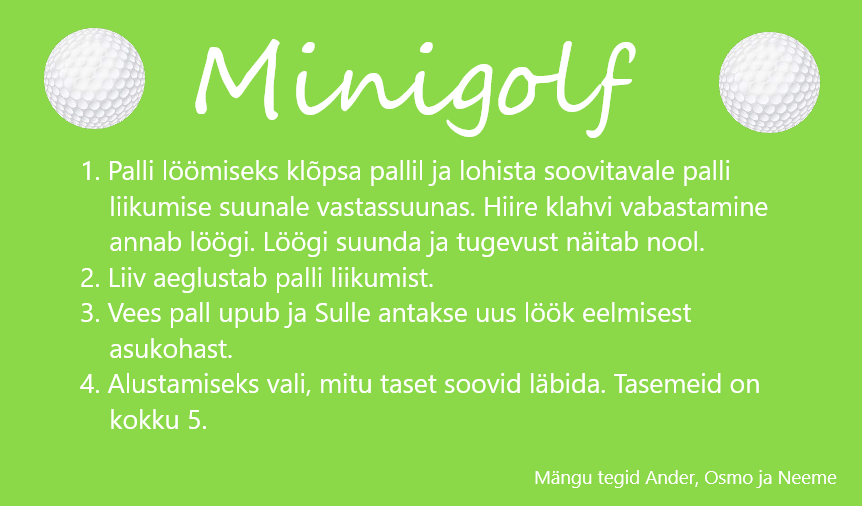 Minigolf
1. Palli löömiseks klõpsa pallil ja lohista soovitavale palli
liikumise suunale vastassuunas. Hiire klahvi vabastamine
annab löögi. Löögi suunda ja tugevust näitab nool.
2. Liiv aeglustab palli liikumist.
3. Vees pall upub ja Sulle antakse uus löök eelmisest
asukohast.
4. Alustamiseks vali, mitu taset soovid läbida. Tasemeid on
kokku 5.
Mängu tegid Ander, Osmo ja Neeme